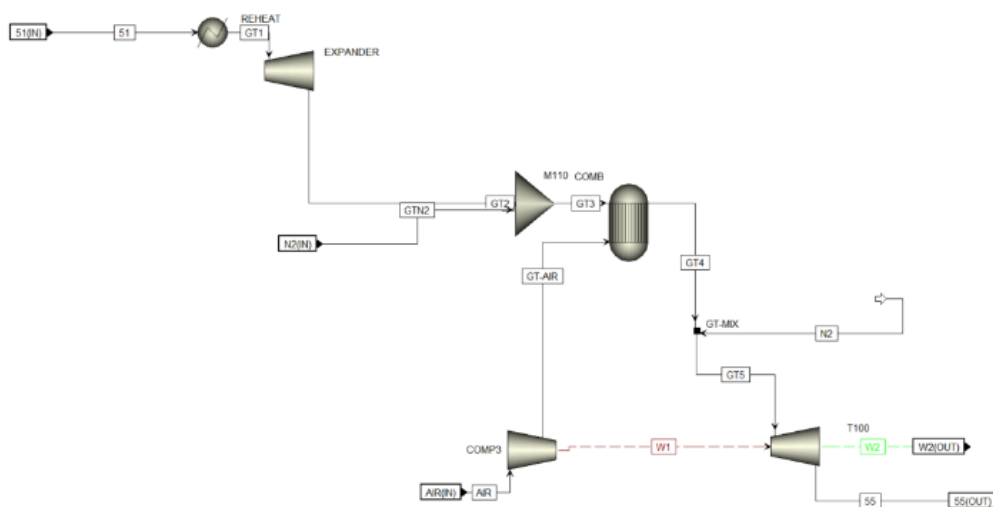 REHEAT
51(IN) 51 GT1
EXPANDER
M110 COMB
GTN2 GT2 GT3
N2(IN)
GT-AIR GT4
GT-MIX
N2
GT5
T100
COMP3 W1 W2 W2(OUT)
AIR(IN) AIR
55 55(OUT)